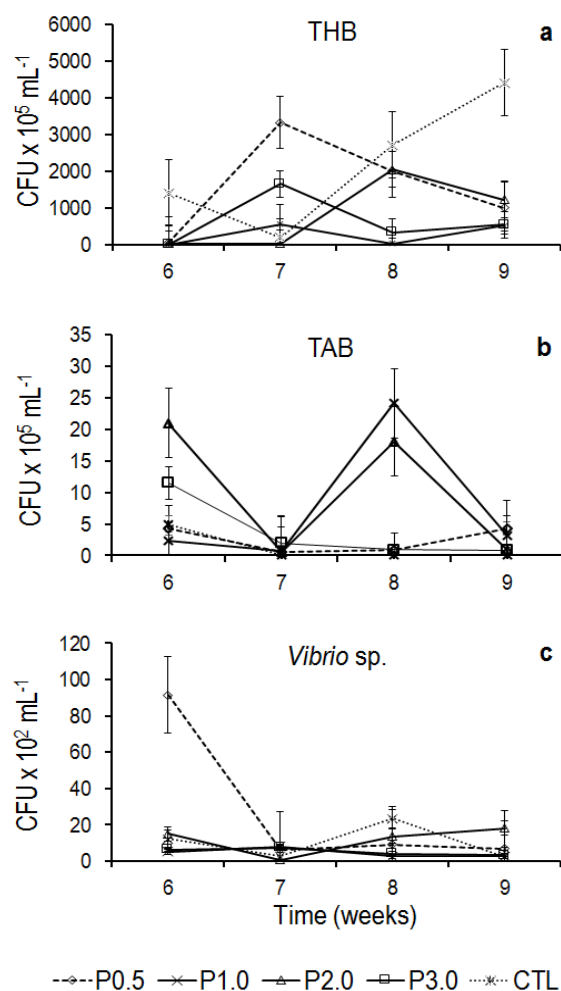 THB
a
6000
5000
4000
3000
2000
1000
0
CFU x 10⁵ mL⁻¹
6 7 8 9
TAB
b
35
30
25
20
15
10
5
0
CFU x 10⁵ mL⁻¹
6 7 8 9
Vibrio sp.
c
120
100
80
60
40
20
0
CFU x 10² mL⁻¹
6 7 8 9
Time (weeks)
P0.5 P1.0 P2.0 P3.0 CTL